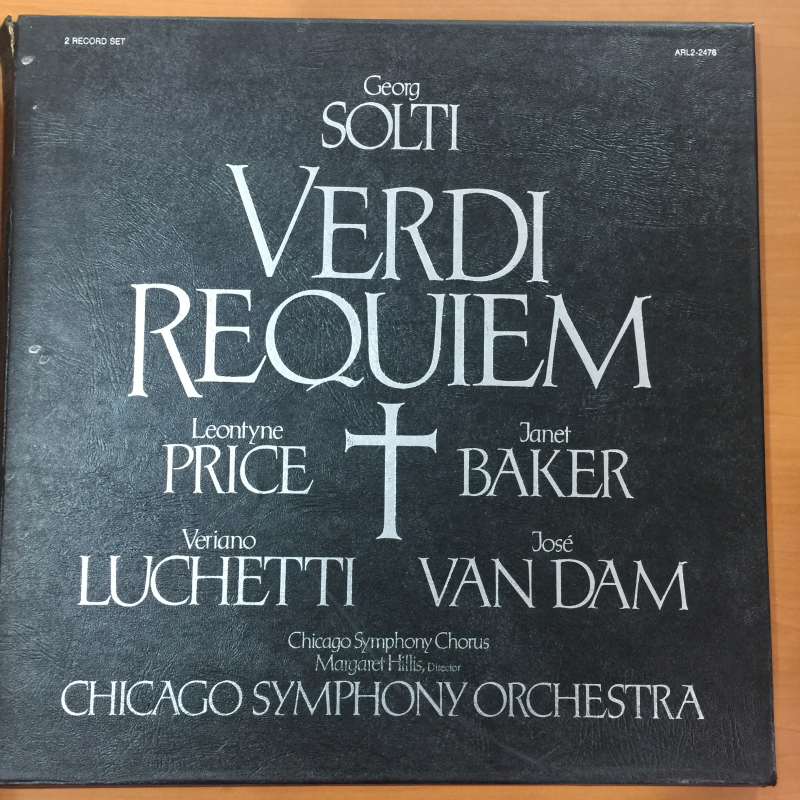 2 RECORD SET
ARL2-2476
Georg
SOLTI
VERDI
REQUIEM
Leontyne
PRICE
Janet
BAKER
Veriano
LUCHETTI
José
VAN DAM
Chicago Symphony Chorus
Margaret Hillis, Director
CHICAGO SYMPHONY ORCHESTRA